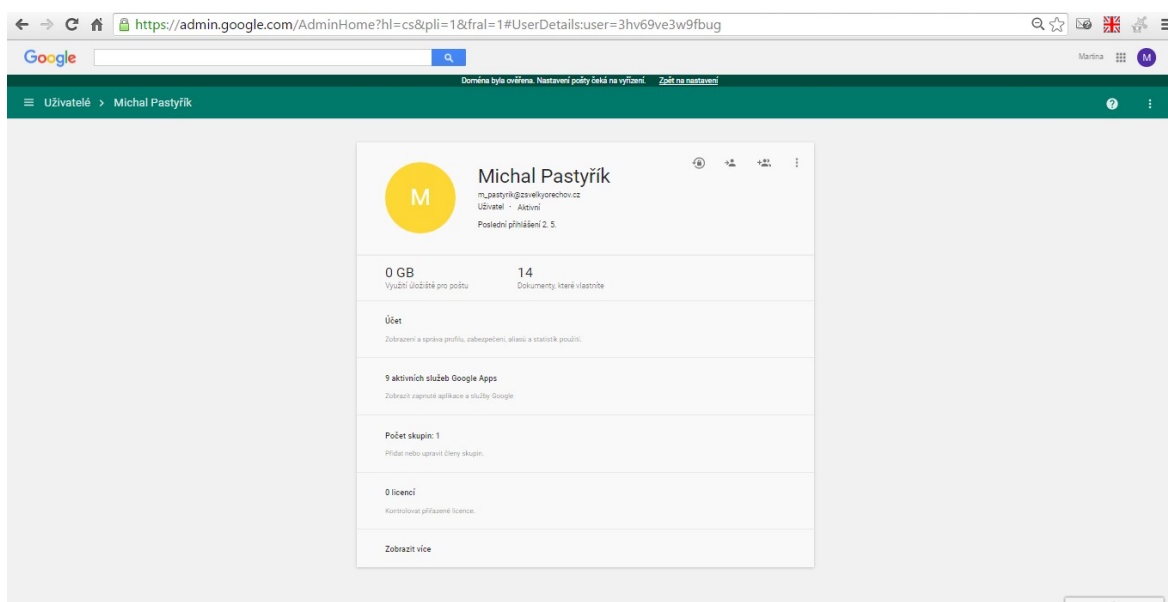 https://admin.google.com/AdminHome?hl=cs&pli=1&fral=1#UserDetails:user=3hv69ve3w9fbug
Google
Martina
M
Doména byla ověřena. Nastavení pošty čeká na vyřízení. Zpět na nastavení
Uživatelé > Michal Pastyřík
M
Michal Pastyřík
m_pastyrik@zsvelkyorechov.cz
Uživatel - Aktivní
Poslední přihlášení 2. 5.
0 GB
Využití úložiště pro poštu
14
Dokumenty, které vlastníte
Účet
Zobrazení a správa profilu, zabezpečení, aliasů a statistik použití.
9 aktivních služeb Google Apps
Zobrazit zapnuté aplikace a služby Google
Počet skupin: 1
Přidat nebo upravit členy skupin.
0 licencí
Kontrolovat přiřazené licence.
Zobrazit více